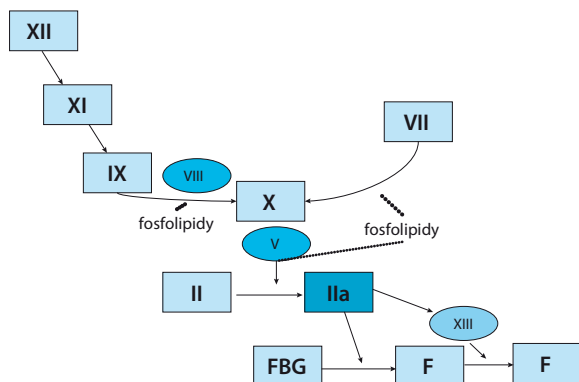 XII
XI
VII
IX
VIII
X
fosfolipidy
fosfolipidy
V
II
IIa
XIII
FBG
F
F